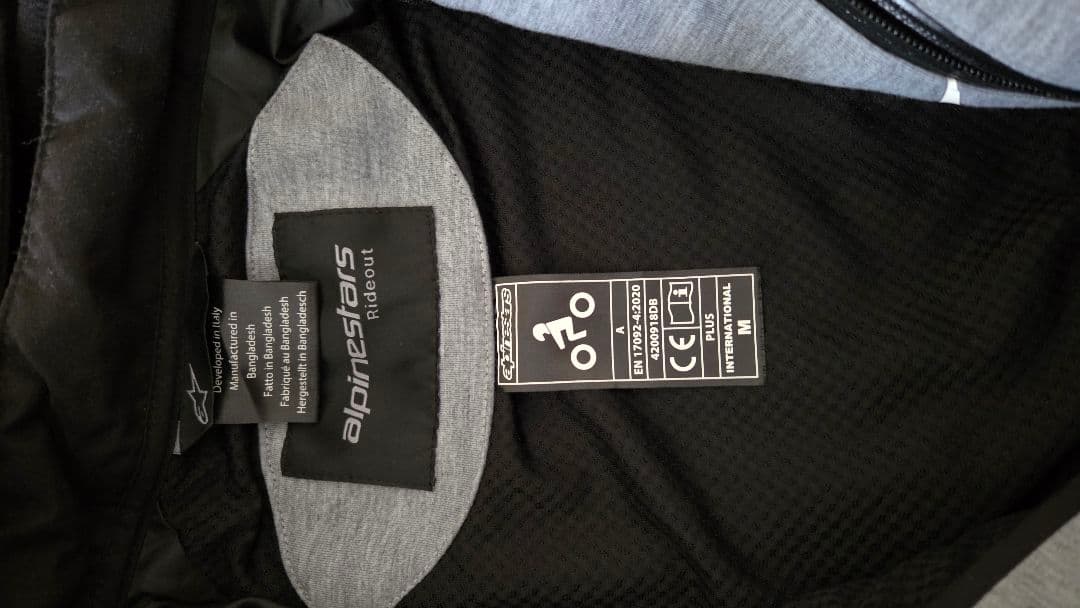 Developed in Italy
Manufactured in
Bangladesh
Fatto in Bangladesh
Fabriqué au Bangladesh
Hergestellt in Bangladesch
alpinestars
Rideout
alpinestars
A
EN 17092-4:2020
4200918DB
CE
i
PLUS
INTERNATIONAL
M